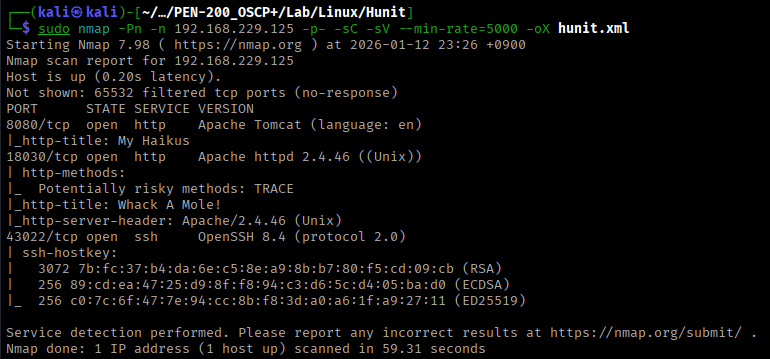 ┌──(kali㉿kali)-[~/…/PEN-200_OSCP+/Lab/Linux/Hunit]
└─$ sudo nmap -Pn -n 192.168.229.125 -p- -sC -sV --min-rate=5000 -oX hunit.xml
Starting Nmap 7.98 ( https://nmap.org ) at 2026-01-12 23:26 +0900
Nmap scan report for 192.168.229.125
Host is up (0.20s latency).
Not shown: 65532 filtered tcp ports (no-response)
PORT      STATE SERVICE VERSION
8080/tcp  open  http    Apache Tomcat (language: en)
|_http-title: My Haikus
18030/tcp open  http    Apache httpd 2.4.46 ((Unix))
| http-methods:
|_  Potentially risky methods: TRACE
|_http-title: Whack A Mole!
|_http-server-header: Apache/2.4.46 (Unix)
43022/tcp open  ssh     OpenSSH 8.4 (protocol 2.0)
| ssh-hostkey:
|   3072 7b:fc:37:b4:da:6e:c5:8e:a9:8b:b7:80:f5:cd:09:cb (RSA)
|   256 89:cd:ea:47:25:d9:8f:f8:94:c3:d6:5c:d4:05:ba:d0 (ECDSA)
|_  256 c0:7c:6f:47:7e:94:cc:8b:f8:3d:a0:a6:1f:a9:27:11 (ED25519)
Service detection performed. Please report any incorrect results at https://nmap.org/submit/ .
Nmap done: 1 IP address (1 host up) scanned in 59.31 seconds